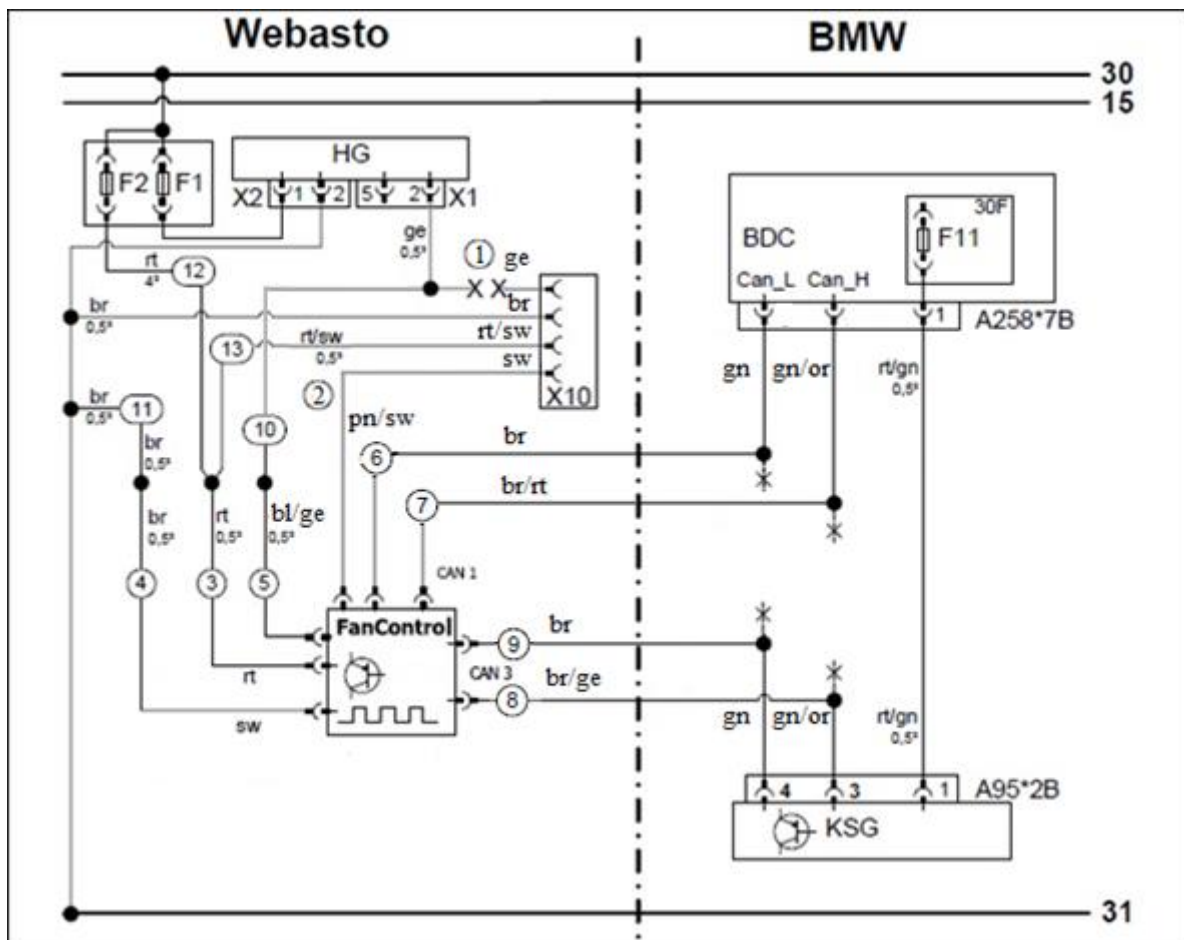 Webasto BMW
30
15
HG
F2 F1
X2 1 2 5 2 X1
30F
F11
BDC
Can_L Can_H
1 A258*7B
ge
0,5²
1 ge
rt
4²
12
br
0,5²
br
13
rt/sw
0,5²
rt/sw
sw
X10
2
gn gn/or rt/gn
0,5²
br
0,5²
11
10
pn/sw
br
0,5²
6 br
7 br/rt
br
0,5²
rt
0,5²
bl/ge
0,5²
4 3 5
CAN 1
FanControl
9 br
CAN 3
8 br/ge
rt
sw
gn gn/or rt/gn
0,5²
4 3 1 A95*2B
KSG
31